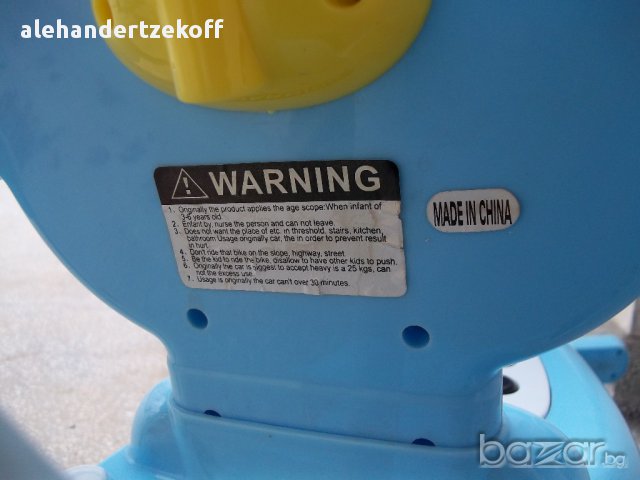 alehandertzekoff
WARNING
1. Originally the product applies the age scope:When infant of
3-6 years old.
2. Enfant by, nurse the person and can not leave.
3. Does not want the place of etc. in threshold, stairs, kitchen,
bathroom Usage originally car, the in order to prevent result
in hurt.
4. Don't ride that bike on the slope, highway, street.
5. Be the kid to ride the bike, disallow to have other kids to push.
6. Originally the car is biggest to accept heavy is a 25 kgs, can
not the excess use.
7. Usage is originally the car can't over 30 minutes.
MADE IN CHINA
bazar.bg